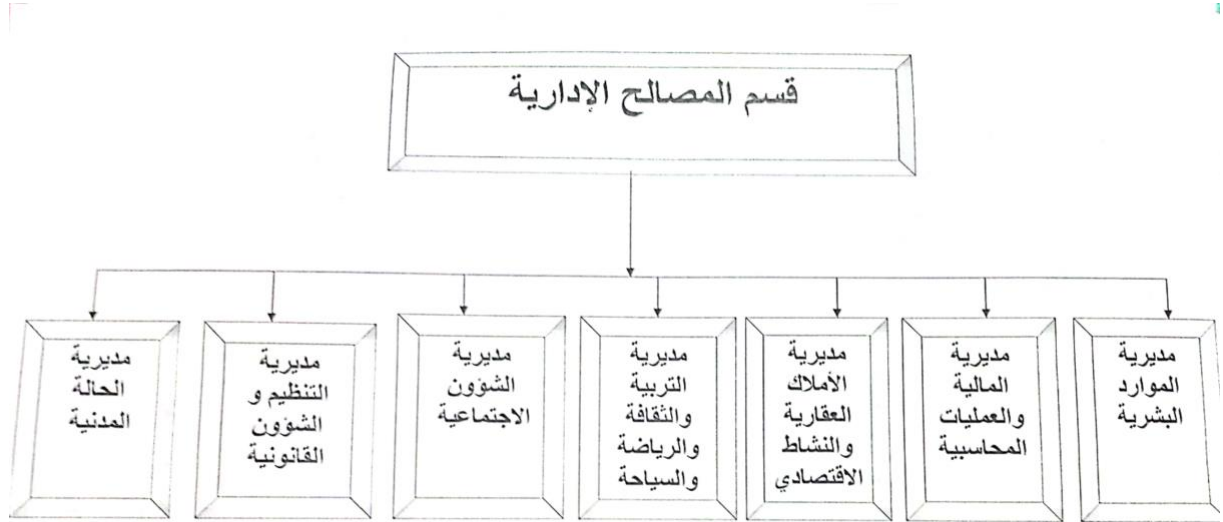 قسم المصالح الإدارية
مديرية
الموارد
البشرية
مديرية
المالية
والعمليات
المحاسبية
مديرية
الأملاك
العقارية
والنشاط
الاقتصادي
مديرية
التربية
والثقافة
والرياضة
والسياحة
مديرية
الشؤون
الاجتماعية
مديرية
التنظيم و
الشؤون
القانونية
مديرية
الحالة
المدنية